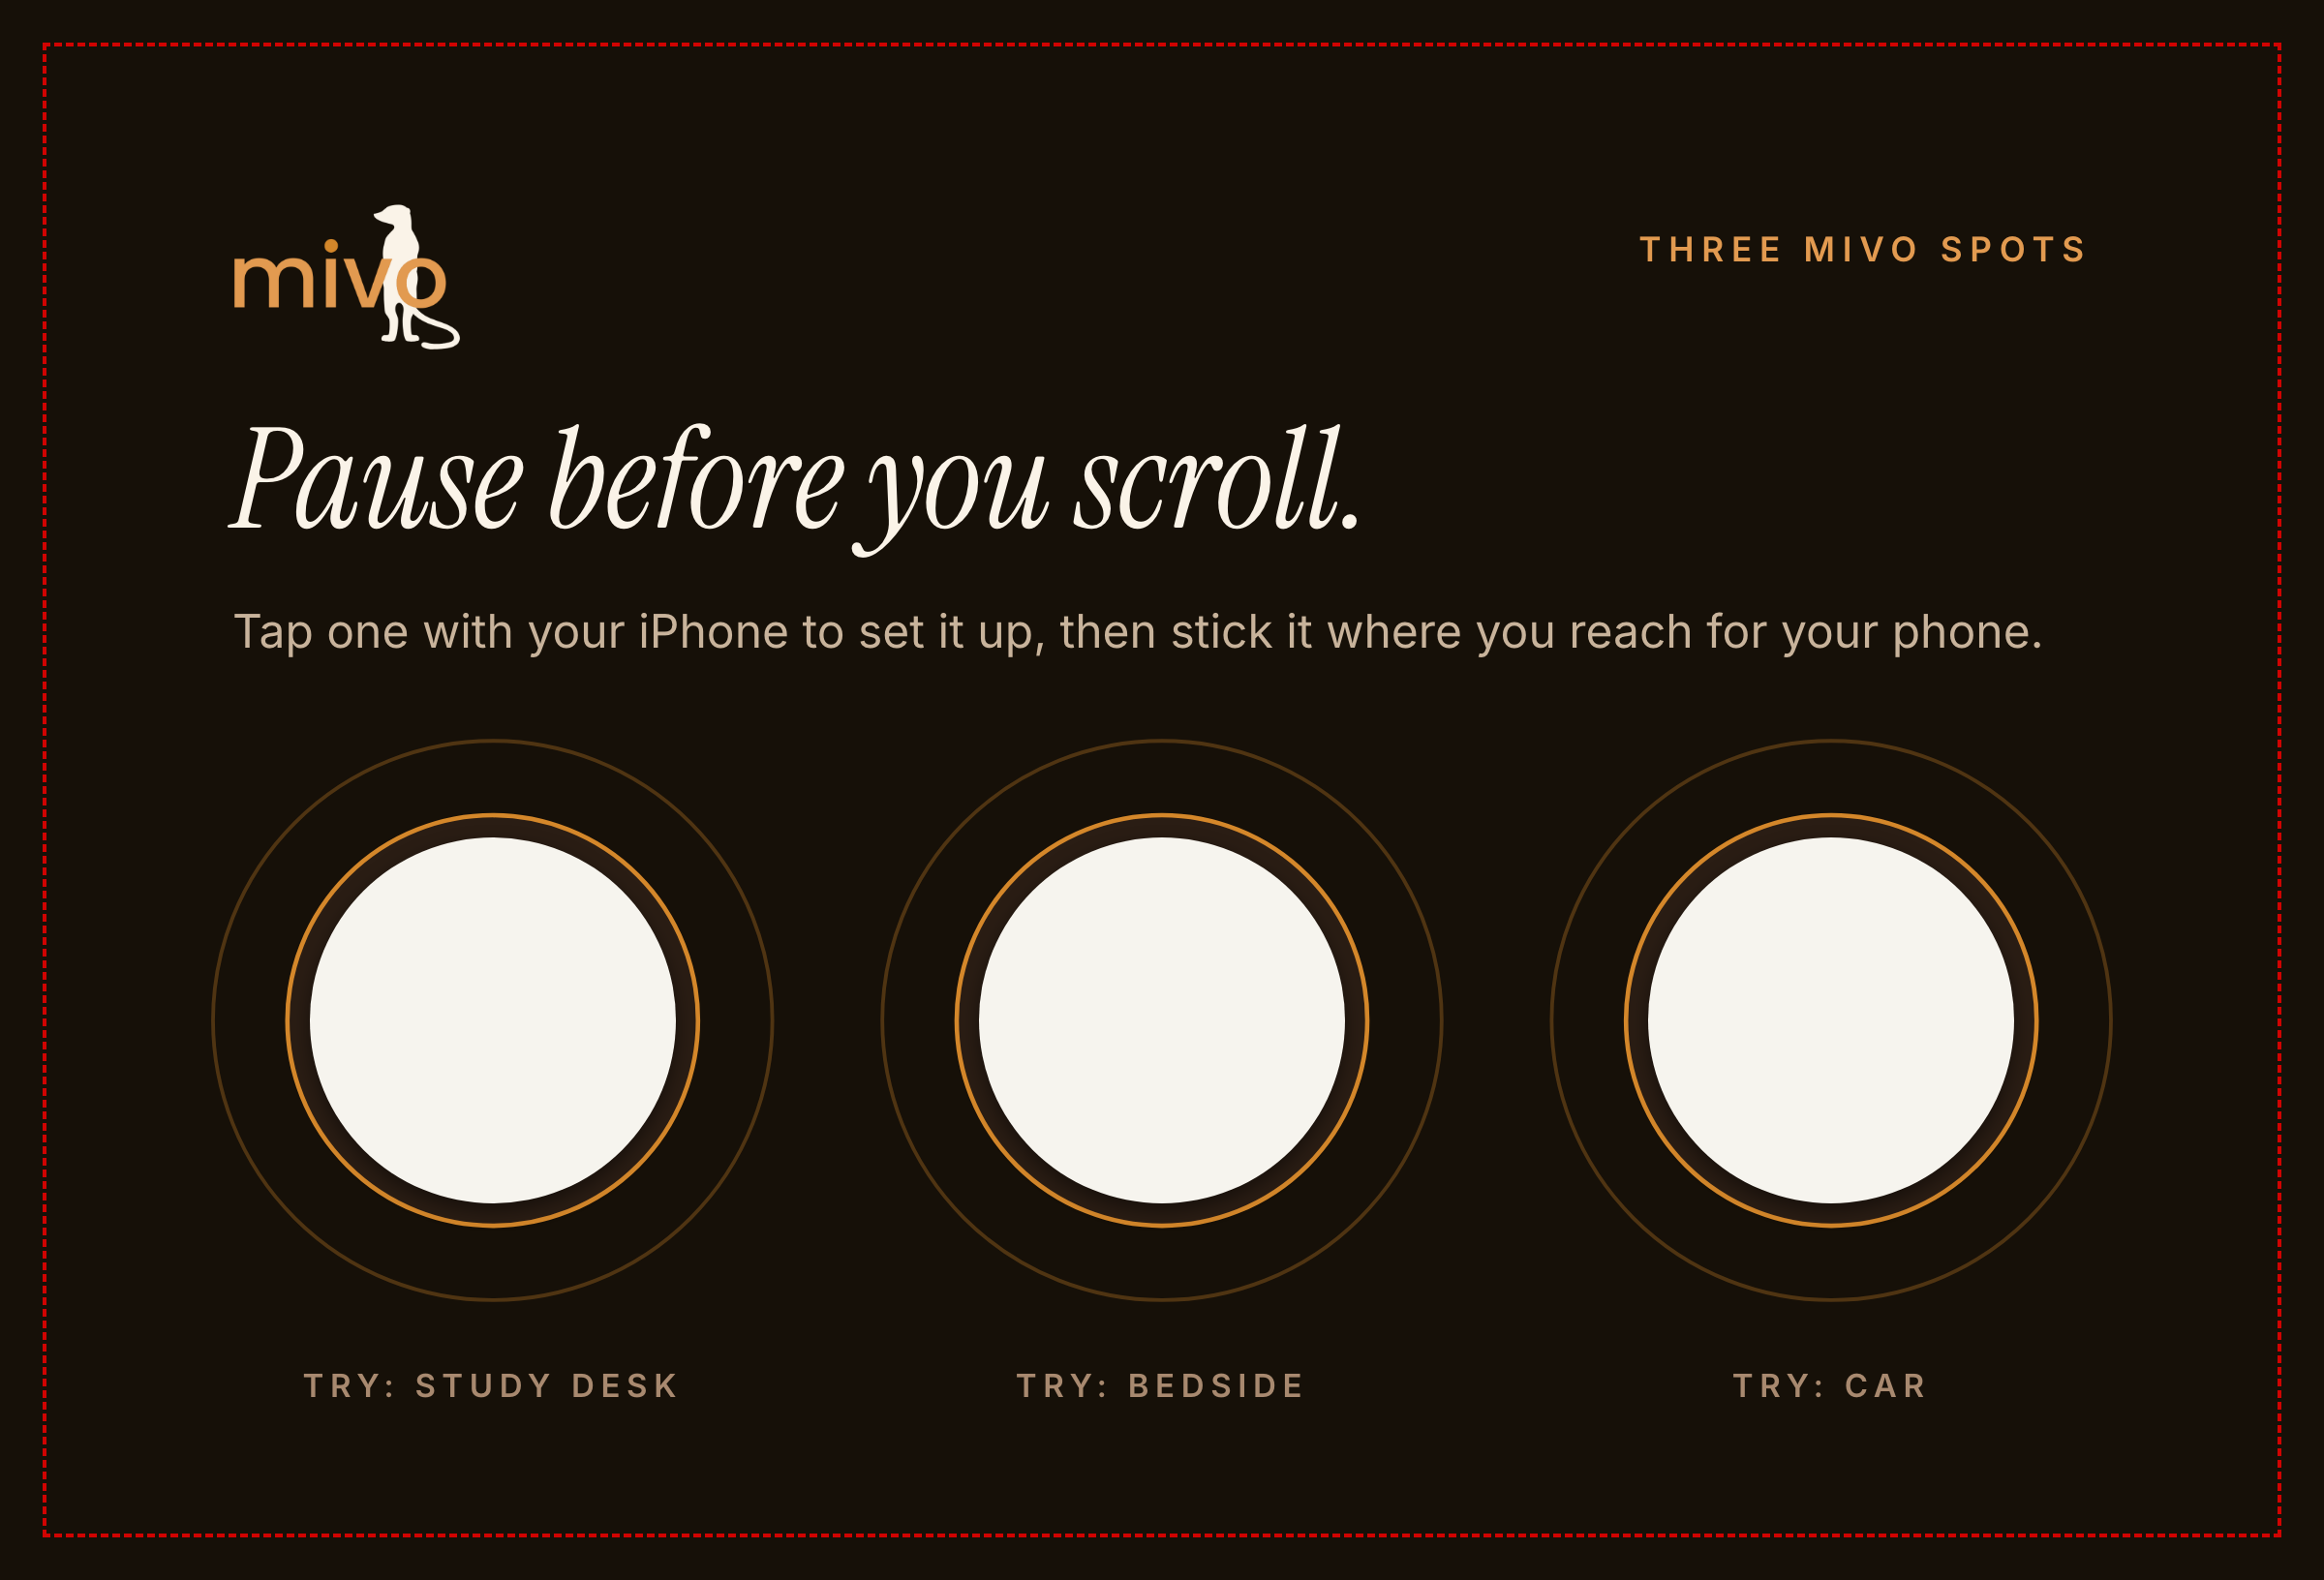 mivo
THREE MIVO SPOTS
Pause before you scroll.
Tap one with your iPhone to set it up, then stick it where you reach for your phone.
TRY: STUDY DESK
TRY: BEDSIDE
TRY: CAR